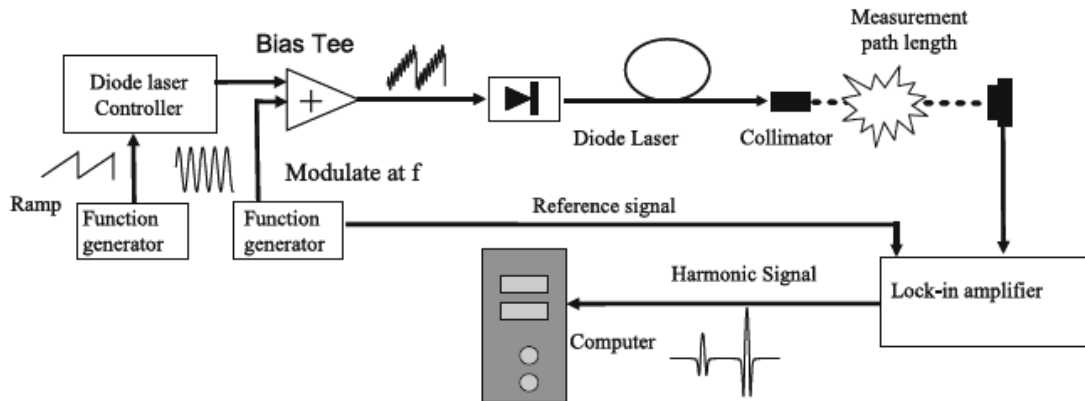 Measurement
path length
Bias Tee
Diode laser
Controller
+
Diode Laser
Collimator
Modulate at f
Ramp
Function
generator
Function
generator
Reference signal
Harmonic Signal
Lock-in amplifier
Computer